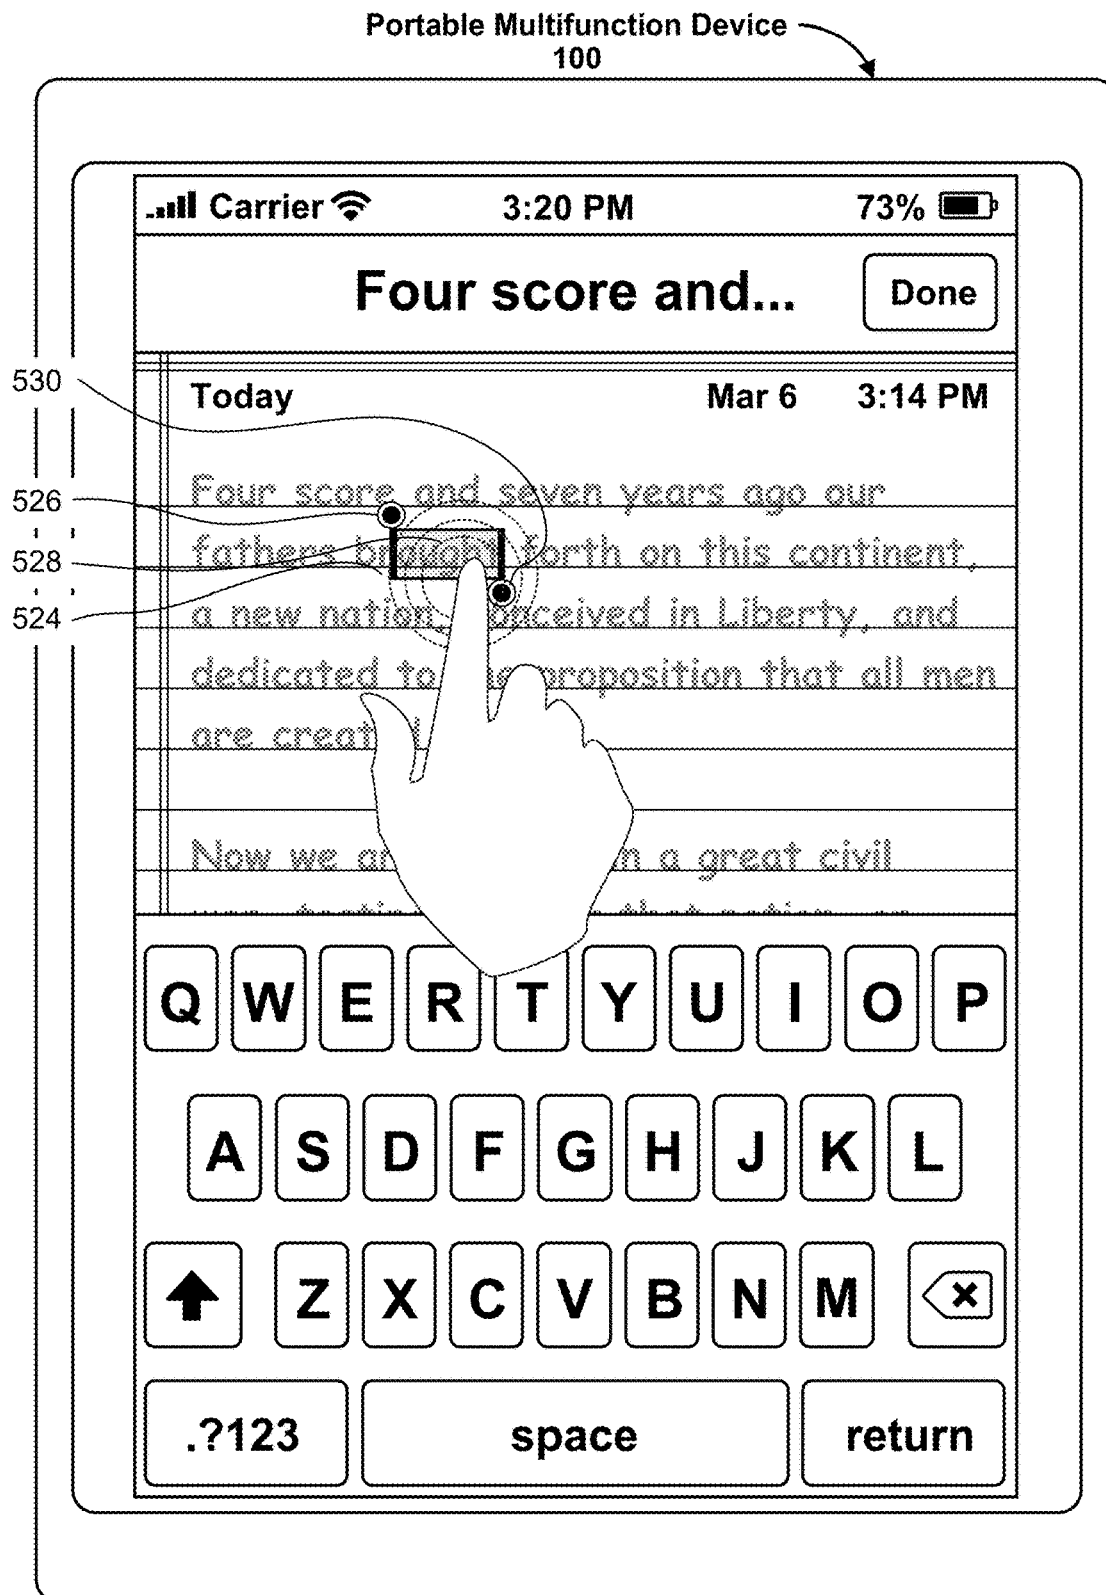 Portable Multifunction Device
100
Carrier 3:20 PM 73%
Four score and... Done
530
Today Mar 6 3:14 PM
Four score and seven years ago our
526
fathers brought forth on this continent,
528
524
a new nation, conceived in Liberty, and
dedicated to proposition that all men
are creat
Now we a a great civil
Q W E R T Y U I O P
A S D F G H J K L
Z X C V B N M
.?123 space return